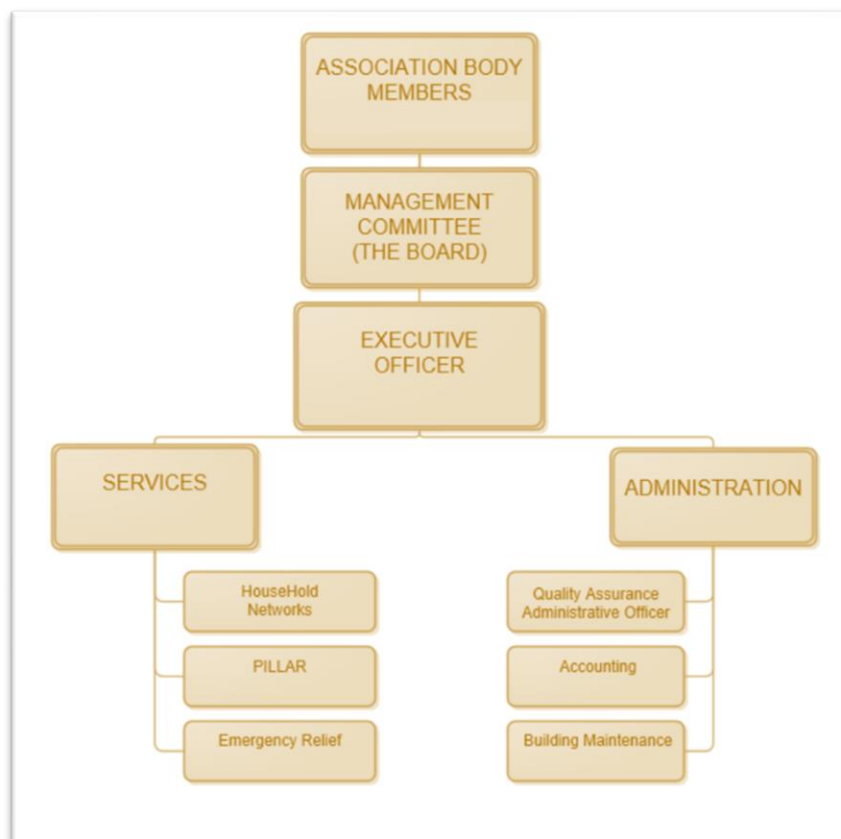 ASSOCIATION BODY
MEMBERS
MANAGEMENT
COMMITTEE
(THE BOARD)
EXECUTIVE
OFFICER
SERVICES
ADMINISTRATION
HouseHold
Networks
PILLAR
Emergency Relief
Quality Assurance
Administrative Officer
Accounting
Building Maintenance